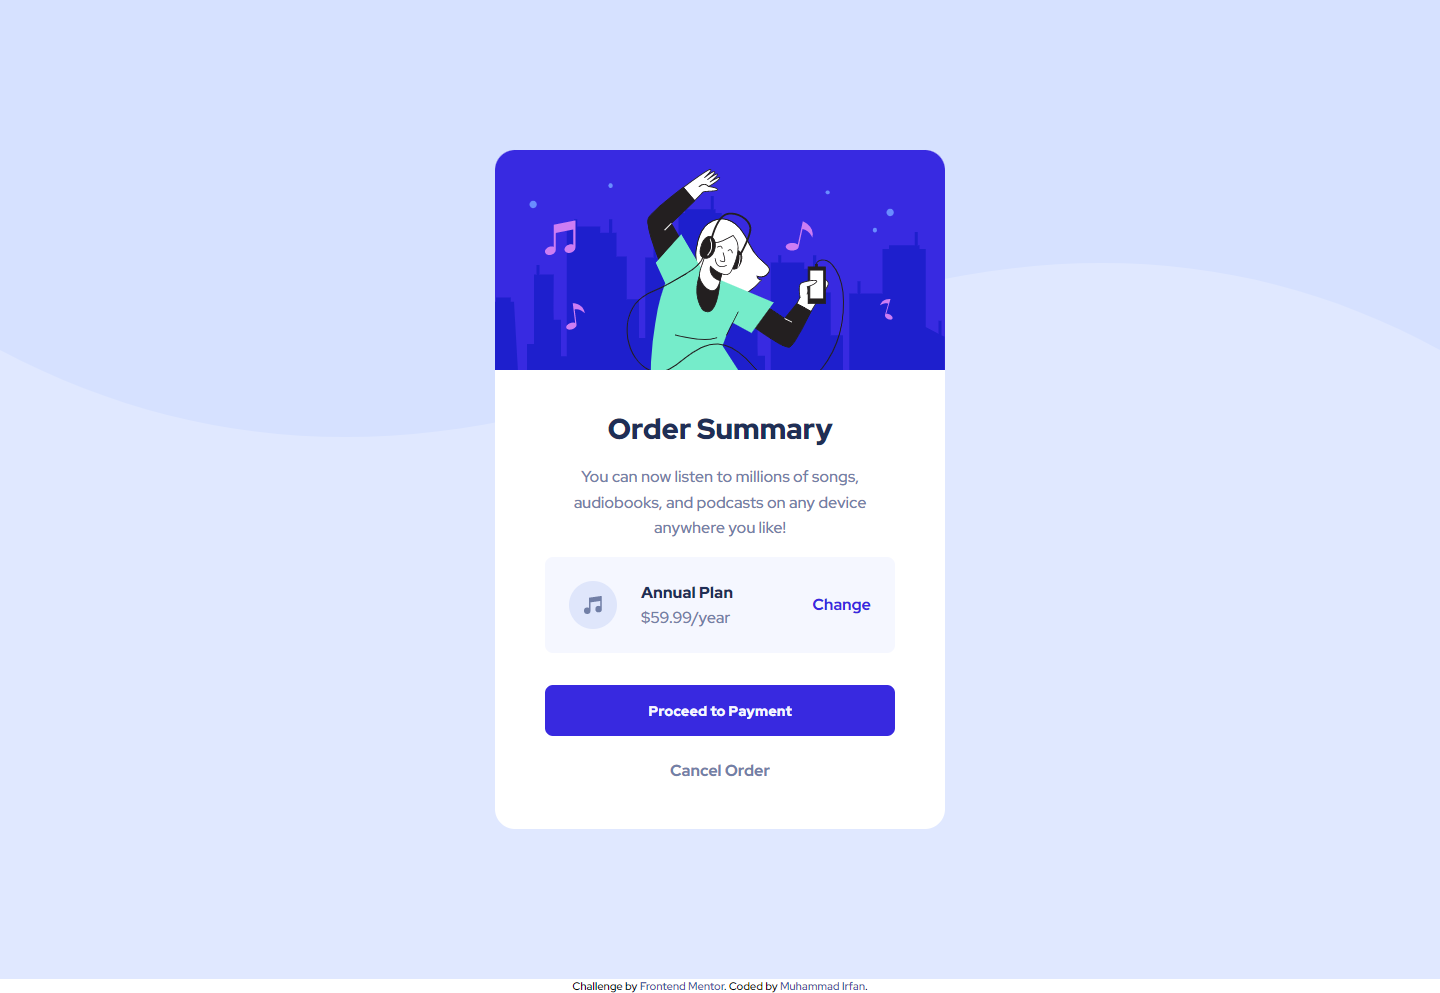 Order Summary
You can now listen to millions of songs,
audiobooks, and podcasts on any device
anywhere you like!
Annual Plan
$59.99/year
Change
Proceed to Payment
Cancel Order
Challenge by Frontend Mentor. Coded by Muhammad Irfan.